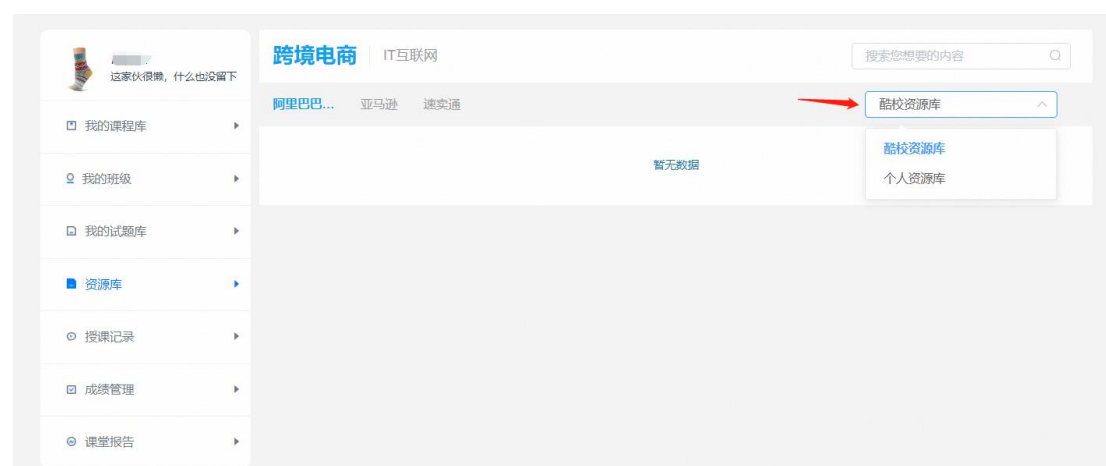 这家伙很懒，什么也没留下
我的课程库
我的班级
我的试题库
资源库
授课记录
成绩管理
课堂报告
跨境电商 IT互联网
搜索您想要的内容
阿里巴巴... 亚马逊 速卖通
酷校资源库
酷校资源库
个人资源库
暂无数据